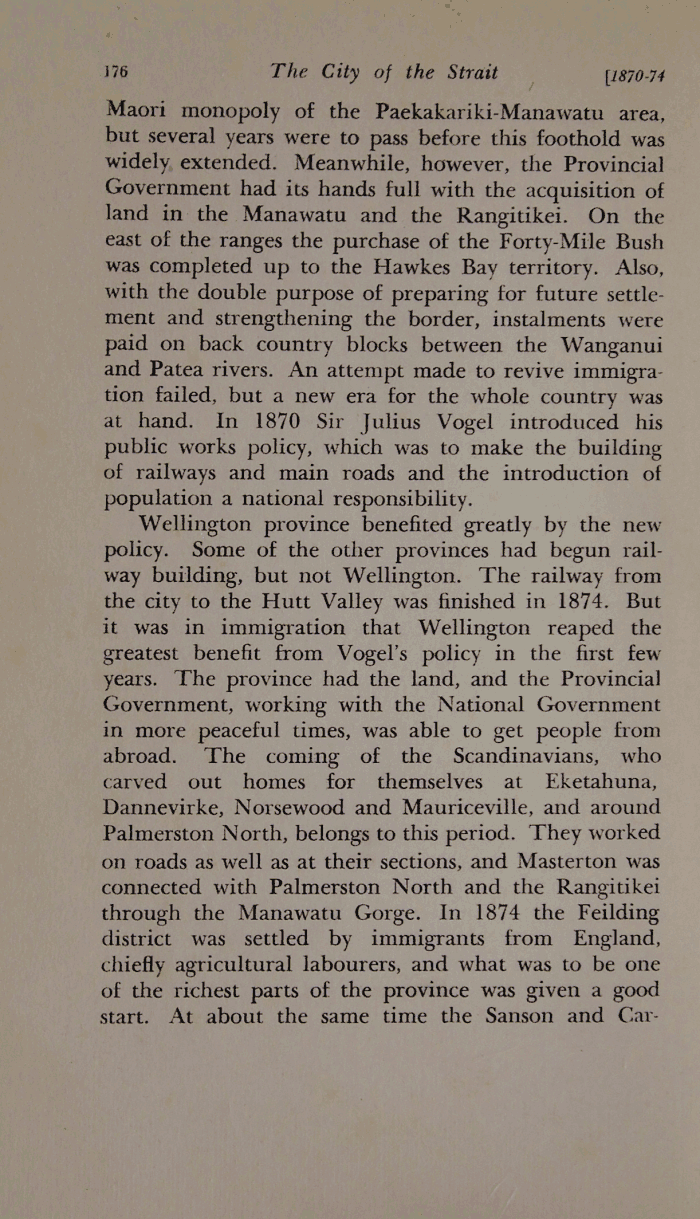 176 The City of the Strait [1870-74
Maori monopoly of the Paekakariki-Manawatu area,
but several years were to pass before this foothold was
widely extended. Meanwhile, however, the Provincial
Government had its hands full with the acquisition of
land in the Manawatu and the Rangitikei. On the
east of the ranges the purchase of the Forty-Mile Bush
was completed up to the Hawkes Bay territory. Also,
with the double purpose of preparing for future settle-
ment and strengthening the border, instalments were
paid on back country blocks between the Wanganui
and Patea rivers. An attempt made to revive immigra-
tion failed, but a new era for the whole country was
at hand. In 1870 Sir Julius Vogel introduced his
public works policy, which was to make the building
of railways and main roads and the introduction of
population a national responsibility.
Wellington province benefited greatly by the new
policy. Some of the other provinces had begun rail-
way building, but not Wellington. The railway from
the city to the Hutt Valley was finished in 1874. But
it was in immigration that Wellington reaped the
greatest benefit from Vogel's policy in the first few
years. The province had the land, and the Provincial
Government, working with the National Government
in more peaceful times, was able to get people from
abroad. The coming of the Scandinavians, who
carved out homes for themselves at Eketahuna,
Dannevirke, Norsewood and Mauriceville, and around
Palmerston North, belongs to this period. They worked
on roads as well as at their sections, and Masterton was
connected with Palmerston North and the Rangitikei
through the Manawatu Gorge. In 1874 the Feilding
district was settled by immigrants from England,
chiefly agricultural labourers, and what was to be one
of the richest parts of the province was given a good
start. At about the same time the Sanson and Car-